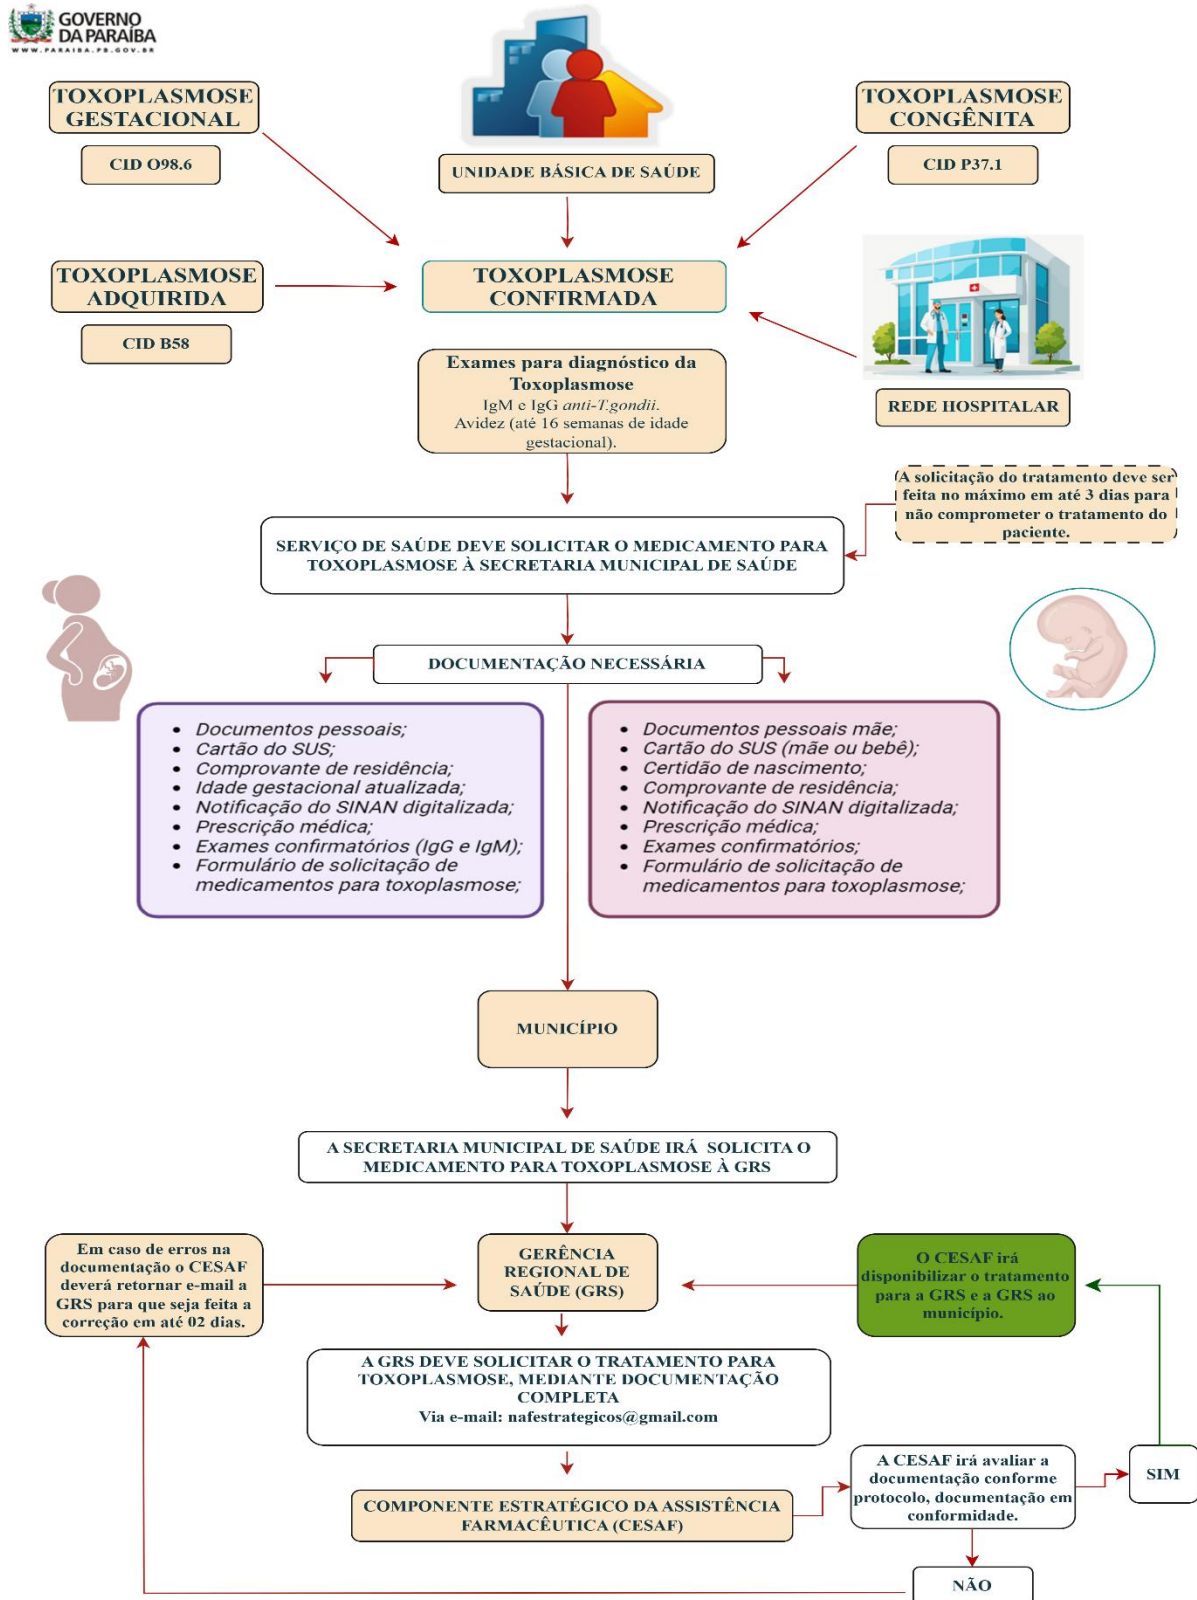 GOVERNO
DA PARAÍBA
WWW.PARAIBA.PB.GOV.BR
TOXOPLASMOSE
GESTACIONAL
CID O98.6
UNIDADE BÁSICA DE SAÚDE
TOXOPLASMOSE
CONGÊNITA
CID P37.1
TOXOPLASMOSE
ADQUIRIDA
CID B58
TOXOPLASMOSE
CONFIRMADA
REDE HOSPITALAR
Exames para diagnóstico da
Toxoplasmose
IgM e IgG anti-T.gondii.
Avidez (até 16 semanas de idade
gestacional).
A solicitação do tratamento deve ser
feita no máximo em até 3 dias para
não comprometer o tratamento do
paciente.
SERVIÇO DE SAÚDE DEVE SOLICITAR O MEDICAMENTO PARA
TOXOPLASMOSE À SECRETARIA MUNICIPAL DE SAÚDE
DOCUMENTAÇÃO NECESSÁRIA
• Documentos pessoais;
• Cartão do SUS;
• Comprovante de residência;
• Idade gestacional atualizada;
• Notificação do SINAN digitalizada;
• Prescrição médica;
• Exames confirmatórios (IgG e IgM);
• Formulário de solicitação de
medicamentos para toxoplasmose;
• Documentos pessoais mãe;
• Cartão do SUS (mãe ou bebê);
• Certidão de nascimento;
• Comprovante de residência;
• Notificação do SINAN digitalizada;
• Prescrição médica;
• Exames confirmatórios;
• Formulário de solicitação de
medicamentos para toxoplasmose;
MUNICÍPIO
A SECRETARIA MUNICIPAL DE SAÚDE IRÁ SOLICITA O
MEDICAMENTO PARA TOXOPLASMOSE À GRS
Em caso de erros na
documentação o CESAF
deverá retornar e-mail a
GRS para que seja feita a
correção em até 02 dias.
GERÊNCIA
REGIONAL DE
SAÚDE (GRS)
O CESAF irá
disponibilizar o tratamento
para a GRS e a GRS ao
município.
A GRS DEVE SOLICITAR O TRATAMENTO PARA
TOXOPLASMOSE, MEDIANTE DOCUMENTAÇÃO
COMPLETA
Via e-mail: nafestrategicos@gmail.com
COMPONENTE ESTRATÉGICO DA ASSISTÊNCIA
FARMACÊUTICA (CESAF)
A CESAF irá avaliar a
documentação conforme
protocolo, documentação em
conformidade.
SIM
NÃO